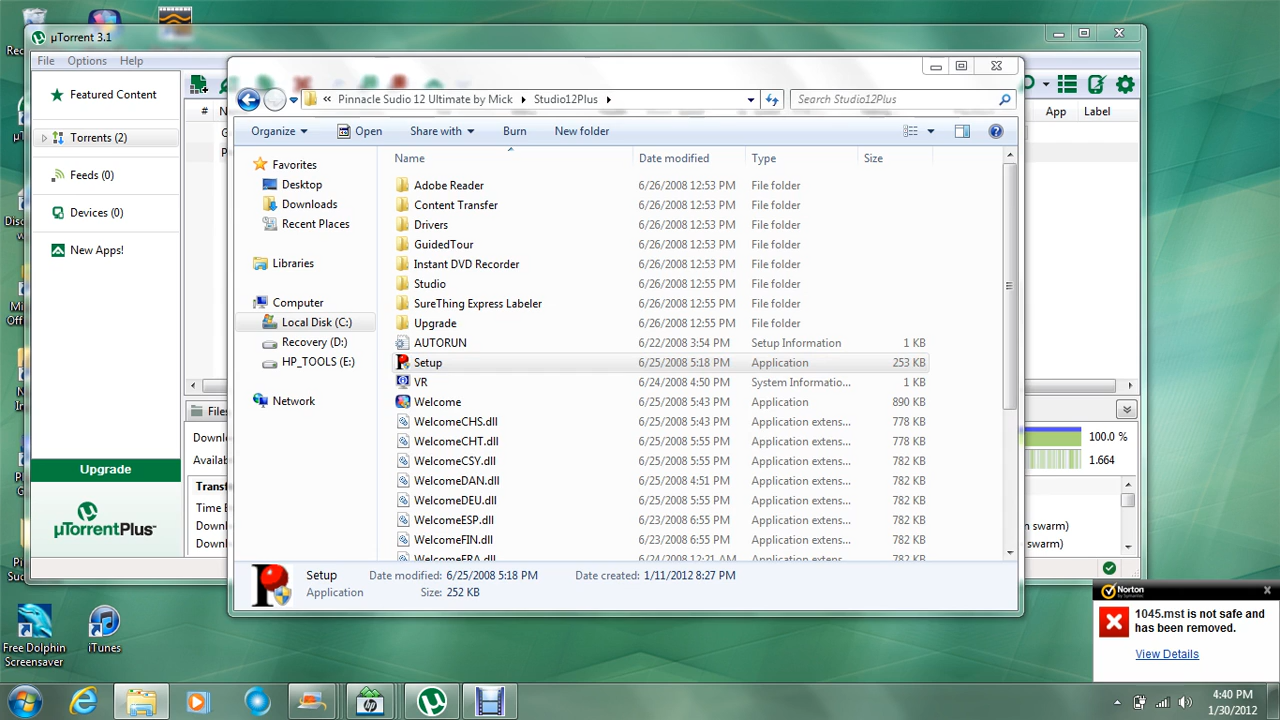 µTorrent 3.1
File Options Help
Featured Content
Torrents (2)
Feeds (0)
Devices (0)
New Apps!
Upgrade
µTorrentPlus
#
App Label
Pinnacle Sudio 12 Ultimate by Mick Studio12Plus
Search Studio12Plus
Organize Open Share with Burn New folder
Favorites
Desktop
Downloads
Recent Places
Libraries
Computer
Local Disk (C:)
Recovery (D:)
HP_TOOLS (E:)
Network
Name Date modified Type Size
Adobe Reader 6/26/2008 12:53 PM File folder
Content Transfer 6/26/2008 12:53 PM File folder
Drivers 6/26/2008 12:53 PM File folder
GuidedTour 6/26/2008 12:53 PM File folder
Instant DVD Recorder 6/26/2008 12:53 PM File folder
Studio 6/26/2008 12:55 PM File folder
SureThing Express Labeler 6/26/2008 12:55 PM File folder
Upgrade 6/26/2008 12:55 PM File folder
AUTORUN 6/22/2008 3:54 PM Setup Information 1 KB
Setup 6/25/2008 5:18 PM Application 253 KB
VR 6/24/2008 4:50 PM System Informatio... 1 KB
Welcome 6/25/2008 5:43 PM Application 890 KB
WelcomeCHS.dll 6/25/2008 5:43 PM Application extens... 778 KB
WelcomeCHT.dll 6/25/2008 5:55 PM Application extens... 778 KB
WelcomeCSY.dll 6/25/2008 5:55 PM Application extens... 782 KB
WelcomeDAN.dll 6/25/2008 4:51 PM Application extens... 782 KB
WelcomeDEU.dll 6/25/2008 5:55 PM Application extens... 782 KB
WelcomeESP.dll 6/23/2008 6:55 PM Application extens... 782 KB
WelcomeFIN.dll 6/23/2008 6:55 PM Application extens... 782 KB
WelcomeFRA.dll 6/24/2008 12:21 AM Application extens... 782 KB
Setup Date modified: 6/25/2008 5:18 PM Date created: 1/11/2012 8:27 PM
Application Size: 252 KB
Files
100.0 %
1.664
Transf
Time E
Downl
Downl
swarm)
swarm)
Free Dolphin
Screensaver
iTunes
Norton
by Symantec
1045.mst is not safe and
has been removed.
View Details
4:40 PM
1/30/2012